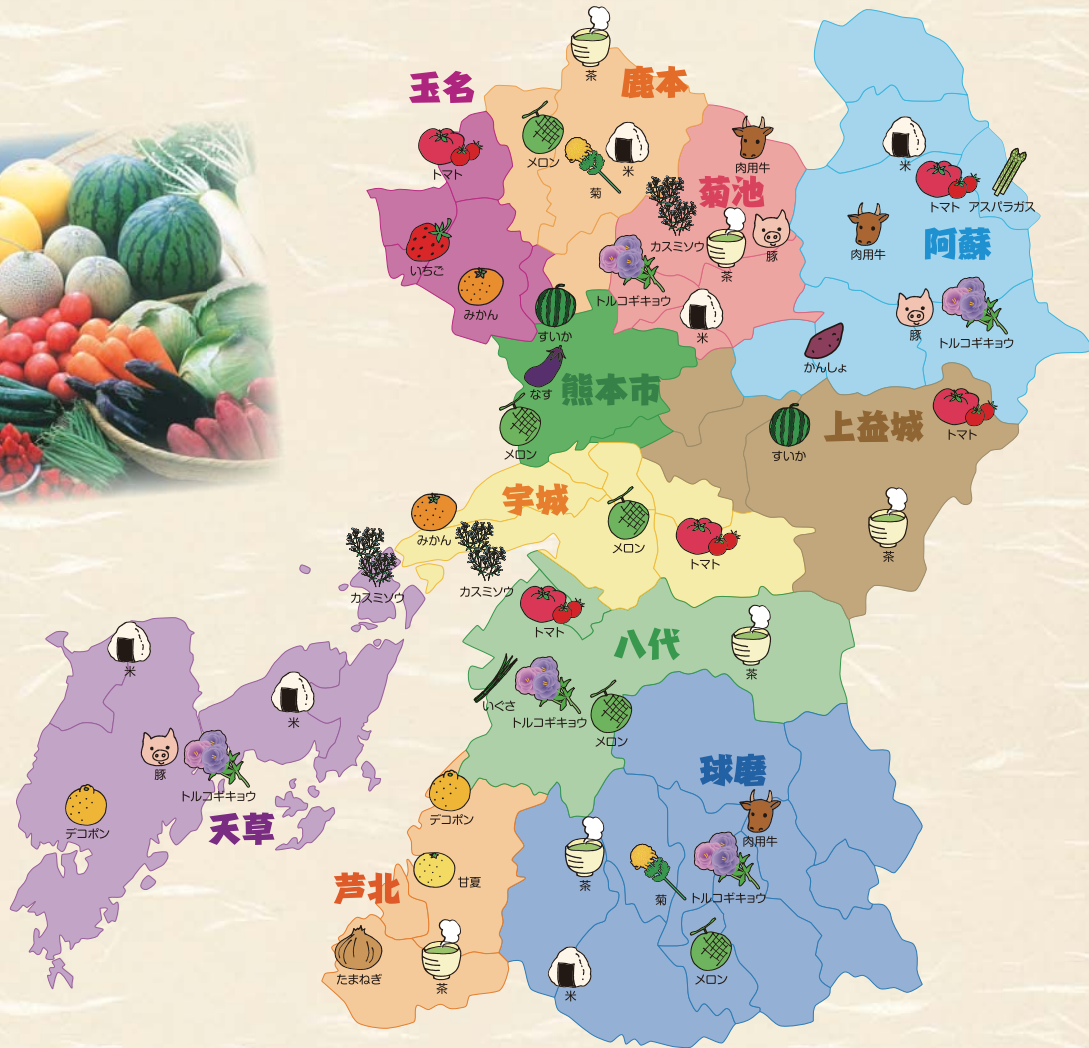 茶
玉名
鹿本
トマト
メロン
菊
米
肉用牛
菊池
カスミソウ
茶
豚
トルコギキョウ
米
米
トマト
アスパラガス
肉用牛
阿蘇
豚
トルコギキョウ
かんしょ
いちご
みかん
すいか
なす
熊本市
メロン
すいか
上益城
トマト
茶
宇城
みかん
カスミソウ
メロン
トマト
カスミソウ
トマト
八代
茶
いぐさ
トルコギキョウ
メロン
米
米
豚
トルコギキョウ
デコポン
天草
デコポン
芦北
甘夏
たまねぎ
茶
球磨
肉用牛
茶
菊
トルコギキョウ
米
メロン